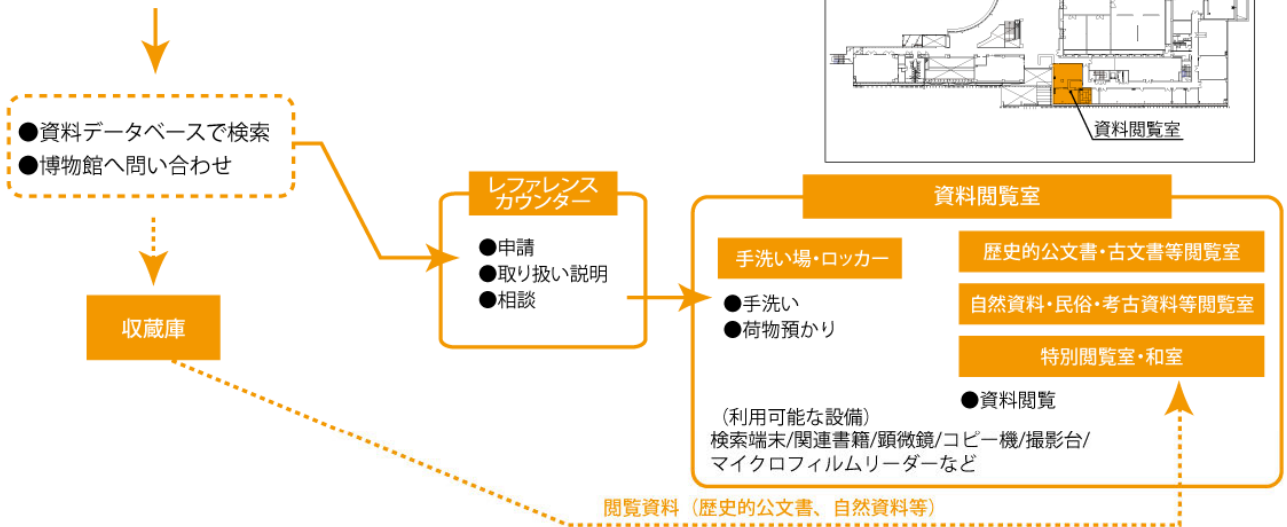 資料閲覧室
●資料データベースで検索
●博物館へ問い合わせ
収蔵庫
レファレンス
カウンター
●申請
●取り扱い説明
●相談
資料閲覧室
手洗い場・ロッカー
●手洗い
●荷物預かり
歴史的公文書・古文書等閲覧室
自然資料・民俗・考古資料等閲覧室
特別閲覧室・和室
●資料閲覧
（利用可能な設備）
検索端末/関連書籍/顕微鏡/コピー機/撮影台/
マイクロフィルムリーダーなど
閲覧資料（歴史的公文書、自然資料等）